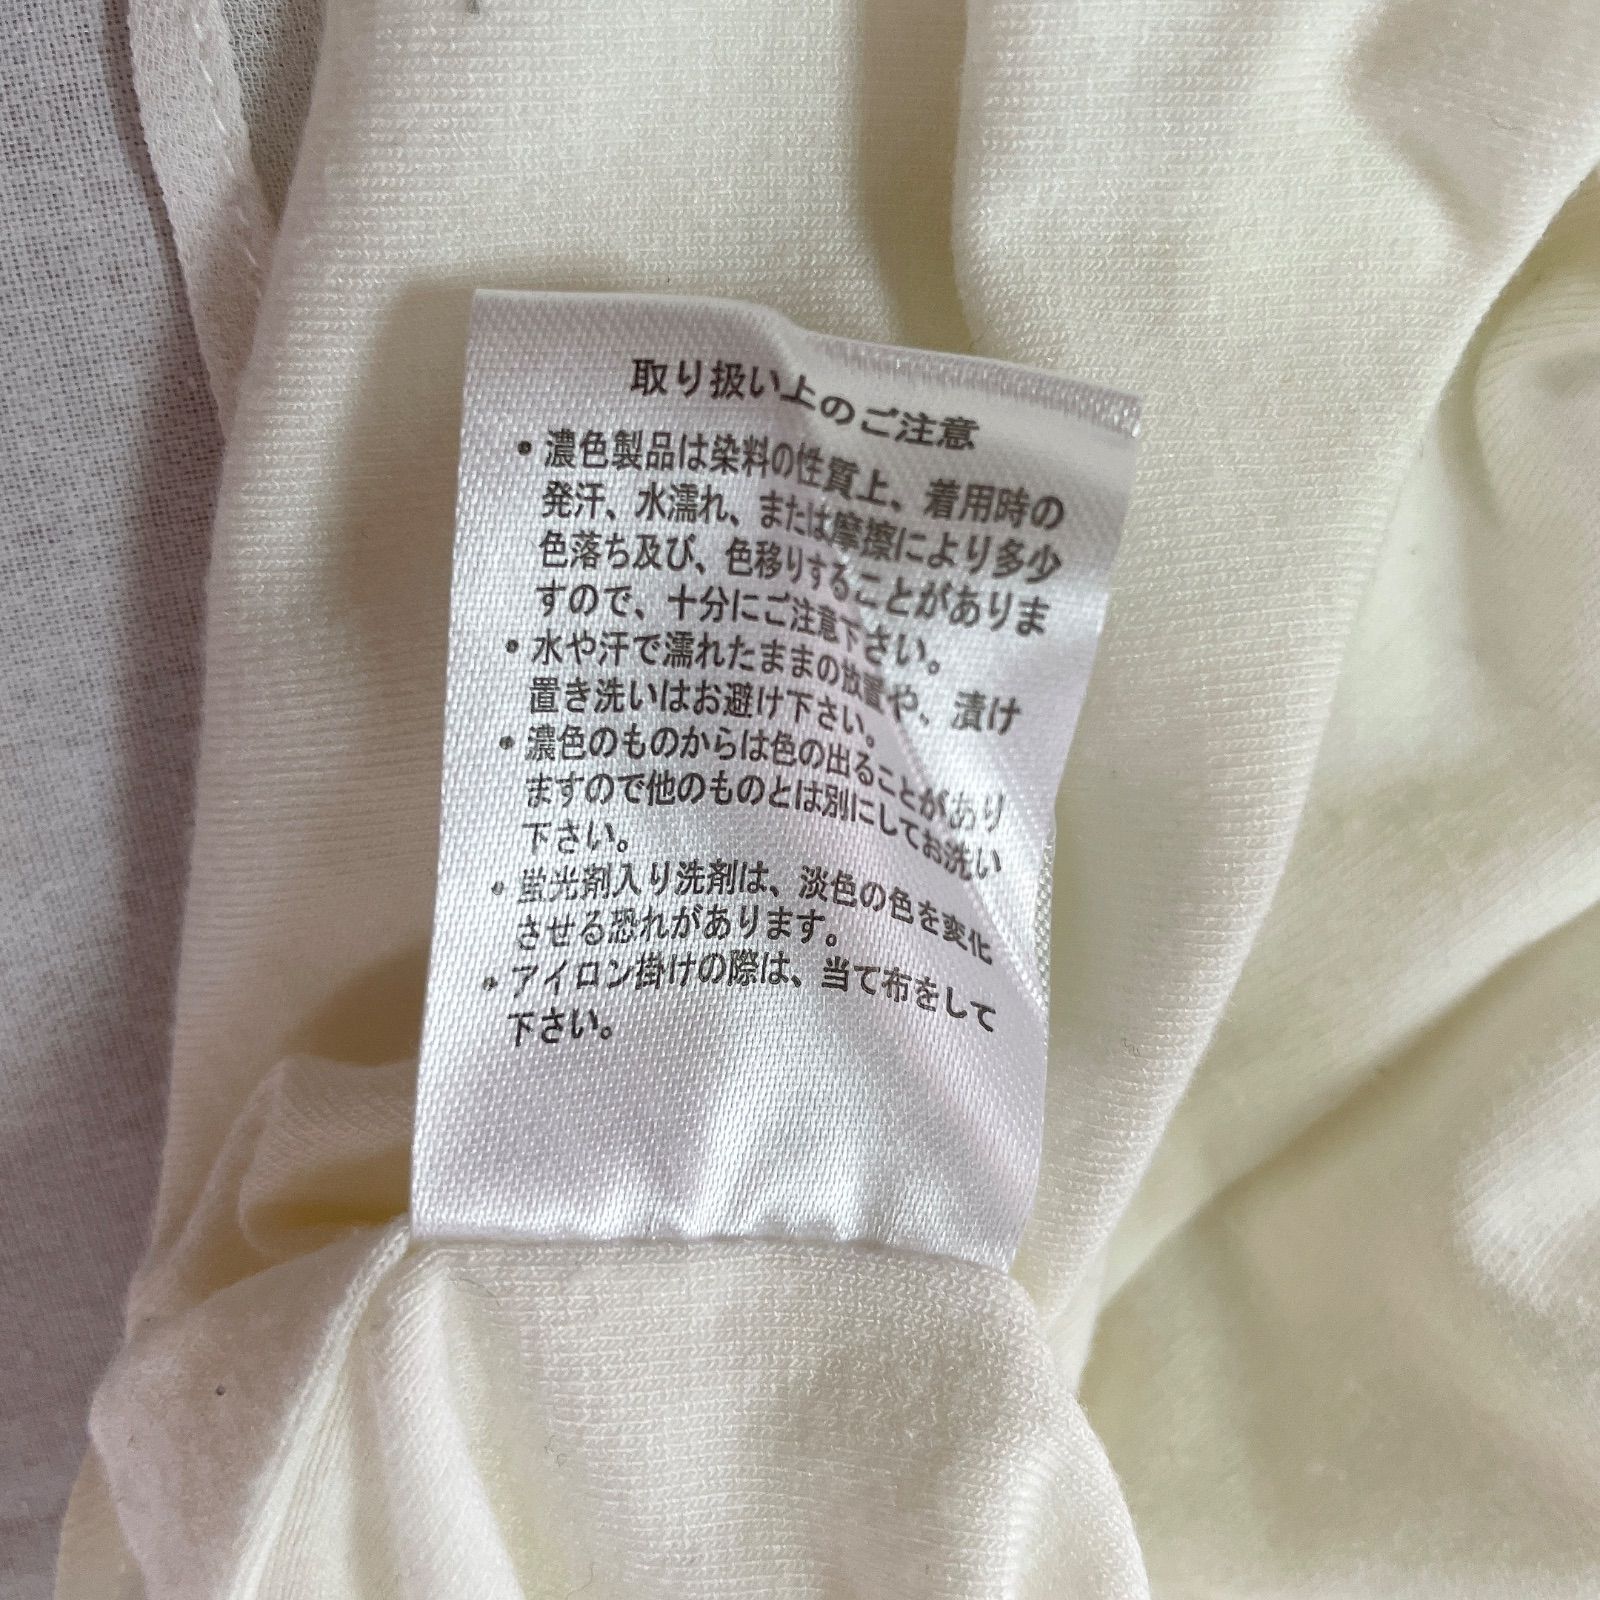 取り扱い上のご注意
• 濃色製品は染料の性質上、着用時の
発汗、水濡れ、または摩擦により多少
色落ち及び、色移りすることがありま
すので、十分にご注意下さい。
• 水や汗で濡れたままの放置や、漬け
置き洗いはお避け下さい。
• 濃色のものからは色の出ることがあり
ますので他のものとは別にしてお洗い
下さい。
• 蛍光剤入り洗剤は、淡色の色を変化
させる恐れがあります。
• アイロン掛けの際は、当て布をして
下さい。